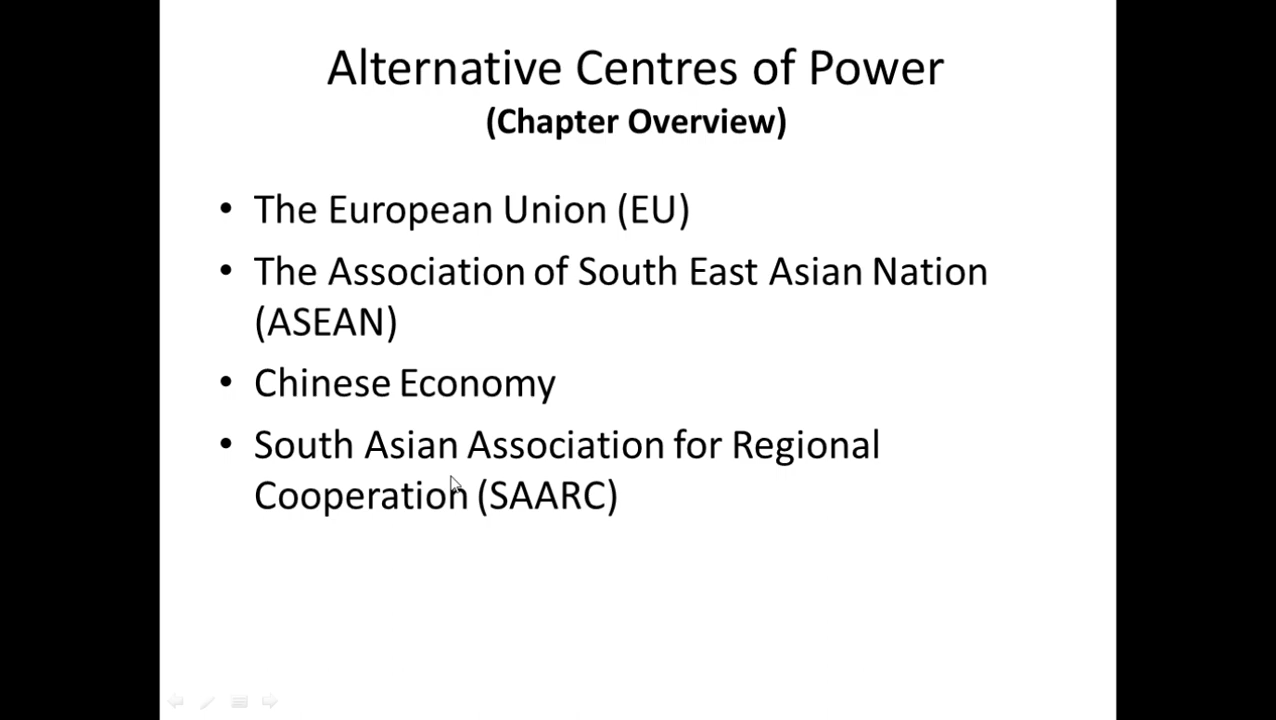 Alternative Centres of Power
(Chapter Overview)
• The European Union (EU)
• The Association of South East Asian Nation
(ASEAN)
• Chinese Economy
• South Asian Association for Regional
Cooperation (SAARC)